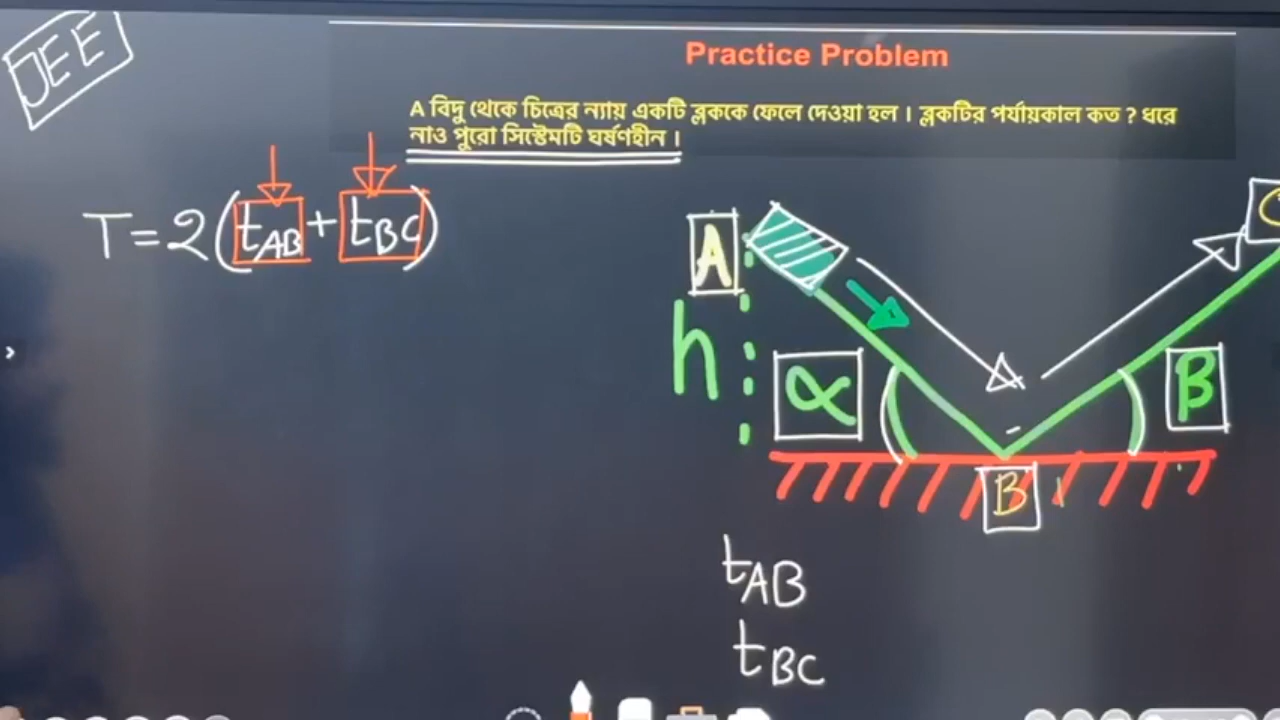 JEE
Practice Problem
A বিদু থেকে চিত্রের ন্যায় একটি ব্লককে ফেলে দেওয়া হল । ব্লকটির পর্যায়কাল কত ? ধরে
নাও পুরো সিস্টেমটি ঘর্ষণহীন ।
T=2(tAB+tBC)
A
C
h
α
β
B
tAB
tBC